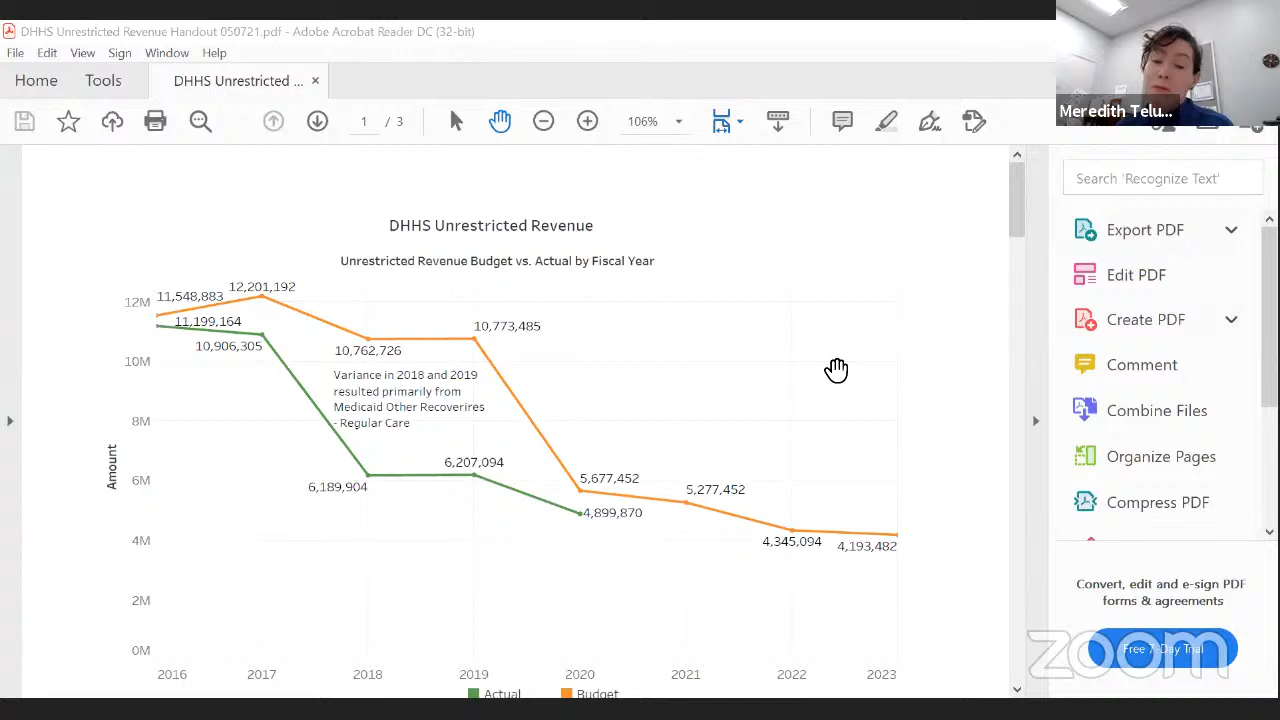 DHHS Unrestricted Revenue Handout 050721.pdf - Adobe Acrobat Reader DC (32-bit)
File Edit View Sign Window Help
Home Tools DHHS Unrestricted ... ×
1 / 3 106%
Meredith Telu...
Search 'Recognize Text'
Export PDF
Edit PDF
Create PDF
Comment
Combine Files
Organize Pages
Compress PDF
Convert, edit and e-sign PDF
forms & agreements
Free 7-Day Trial
zoom
DHHS Unrestricted Revenue
Unrestricted Revenue Budget vs. Actual by Fiscal Year
Amount
12M
10M
8M
6M
4M
2M
0M
11,548,883
12,201,192
11,199,164
10,906,305
10,762,726
10,773,485
Variance in 2018 and 2019
resulted primarily from
Medicaid Other Recoverires
- Regular Care
6,189,904
6,207,094
5,677,452
4,899,870
5,277,452
4,345,094
4,193,482
2016 2017 2018 2019 2020 2021 2022 2023
Actual Budget